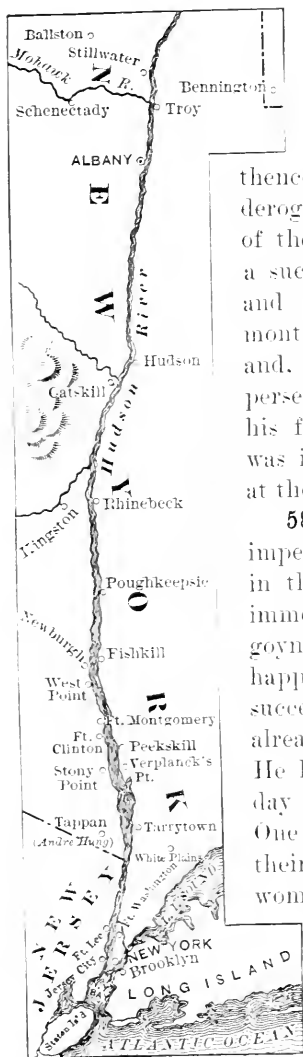 Ballston
Stillwater
Mohawk R.
Bennington
Schenectady
Troy
ALBANY
NEW YORK
Hudson River
Hudson
Catskill
Hudson
Kingston
Rhinebeck
Poughkeepsie
Newburgh
Fishkill
West
Point
Ft. Montgomery
Ft.
Clinton
Peekskill
Verplanck's
Pt.
Stony
Point
Tappan
(Andre Hung)
Tarrytown
White Plains
NEW
JERSEY
Ft. Washington
SOUND
Ft. Lee
Jersey
City
NEW YORK
Brooklyn
LONG ISLAND
Staten Is'd
ATLANTIC OCEAN
thence
derog
of the
a suc
and
mont
and.
perse
his f
was i
at the
58
impe
in th
imme
goyn
happ
succe
alrea
He l
day
One
their
wom